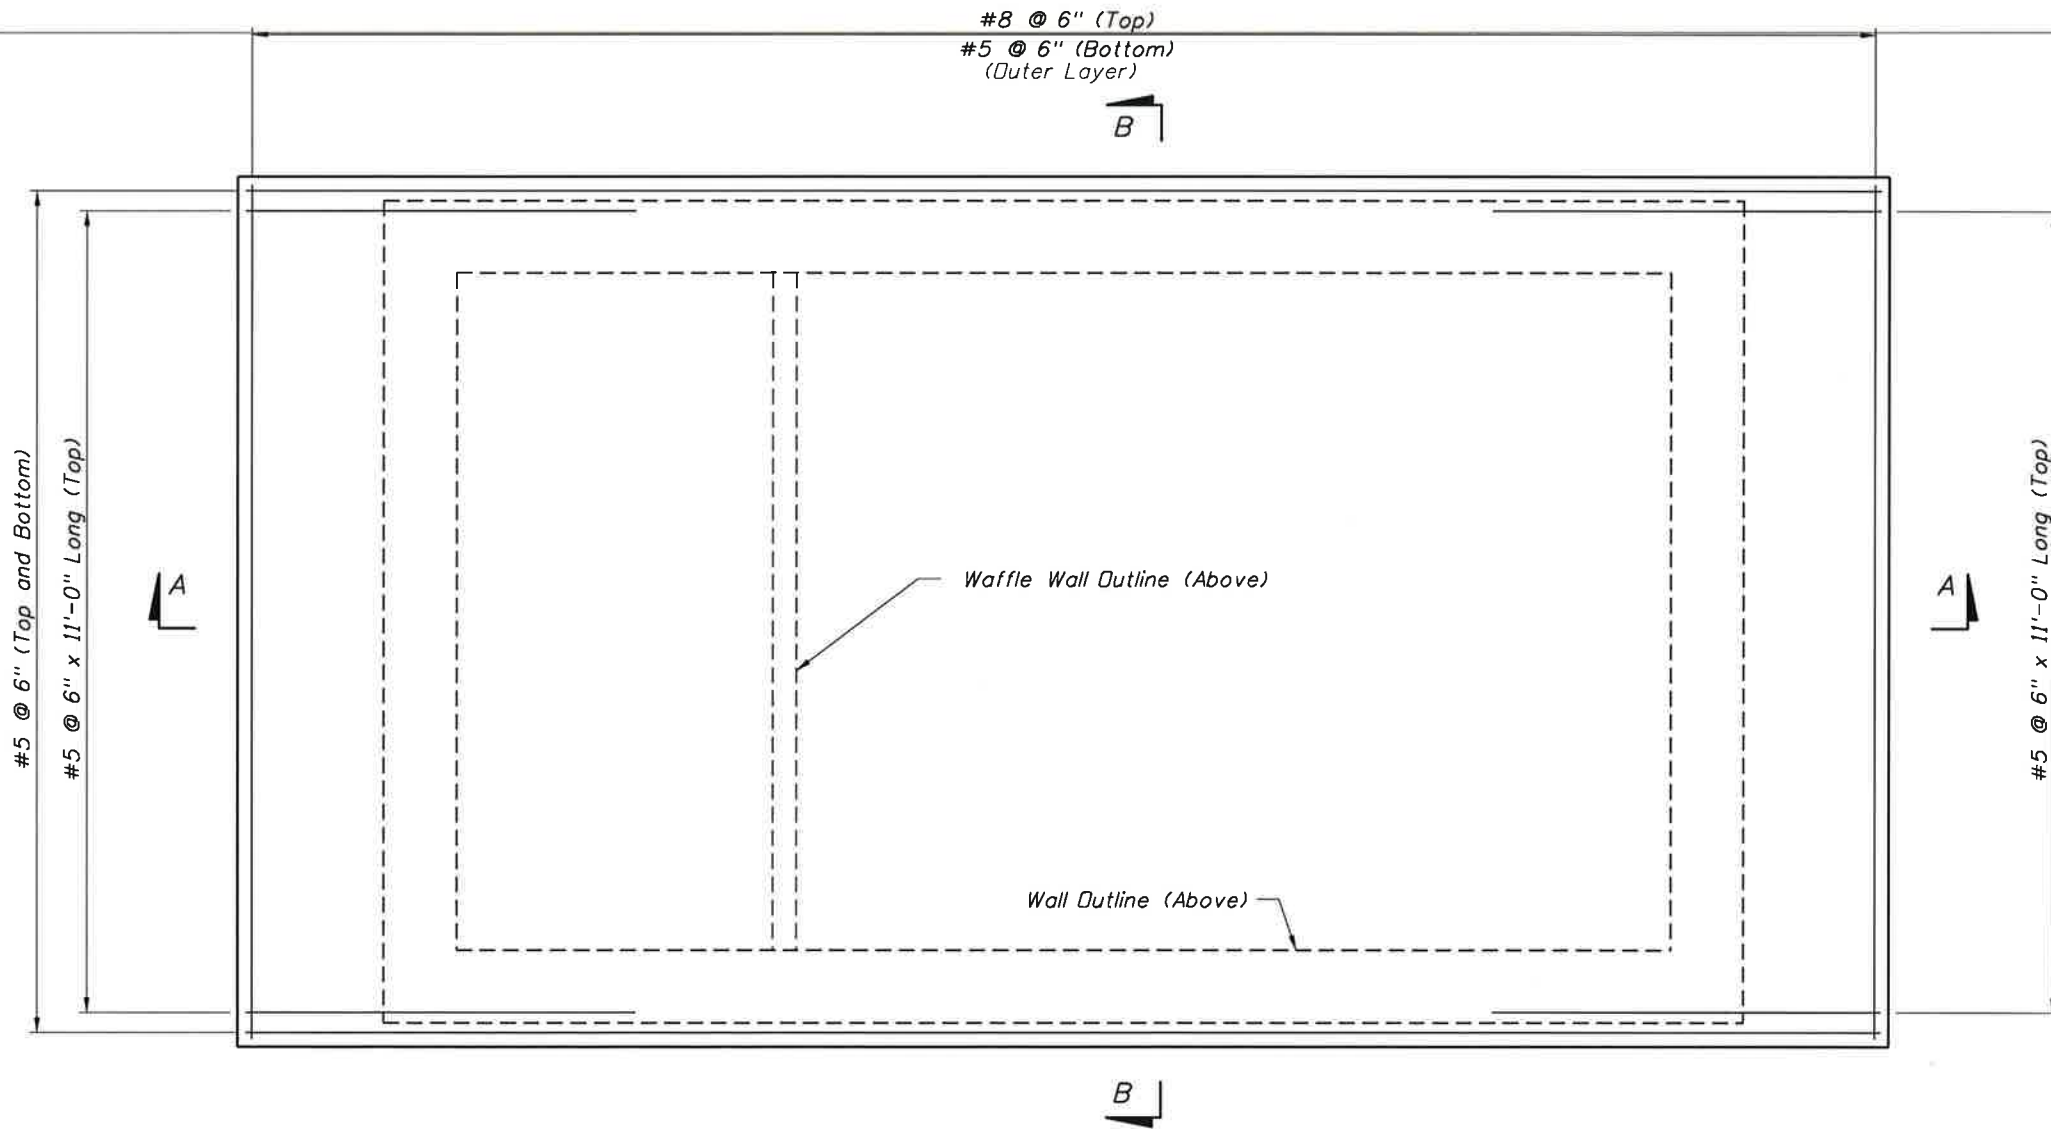 #8 @ 6" (Top)
#5 @ 6" (Bottom)
(Outer Layer)
B
#5 @ 6" (Top and Bottom)
#5 @ 6" x 11'-0" Long (Top)
A
Waffle Wall Outline (Above)
A
#5 @ 6" x 11'-0" Long (Top)
Wall Outline (Above)
B